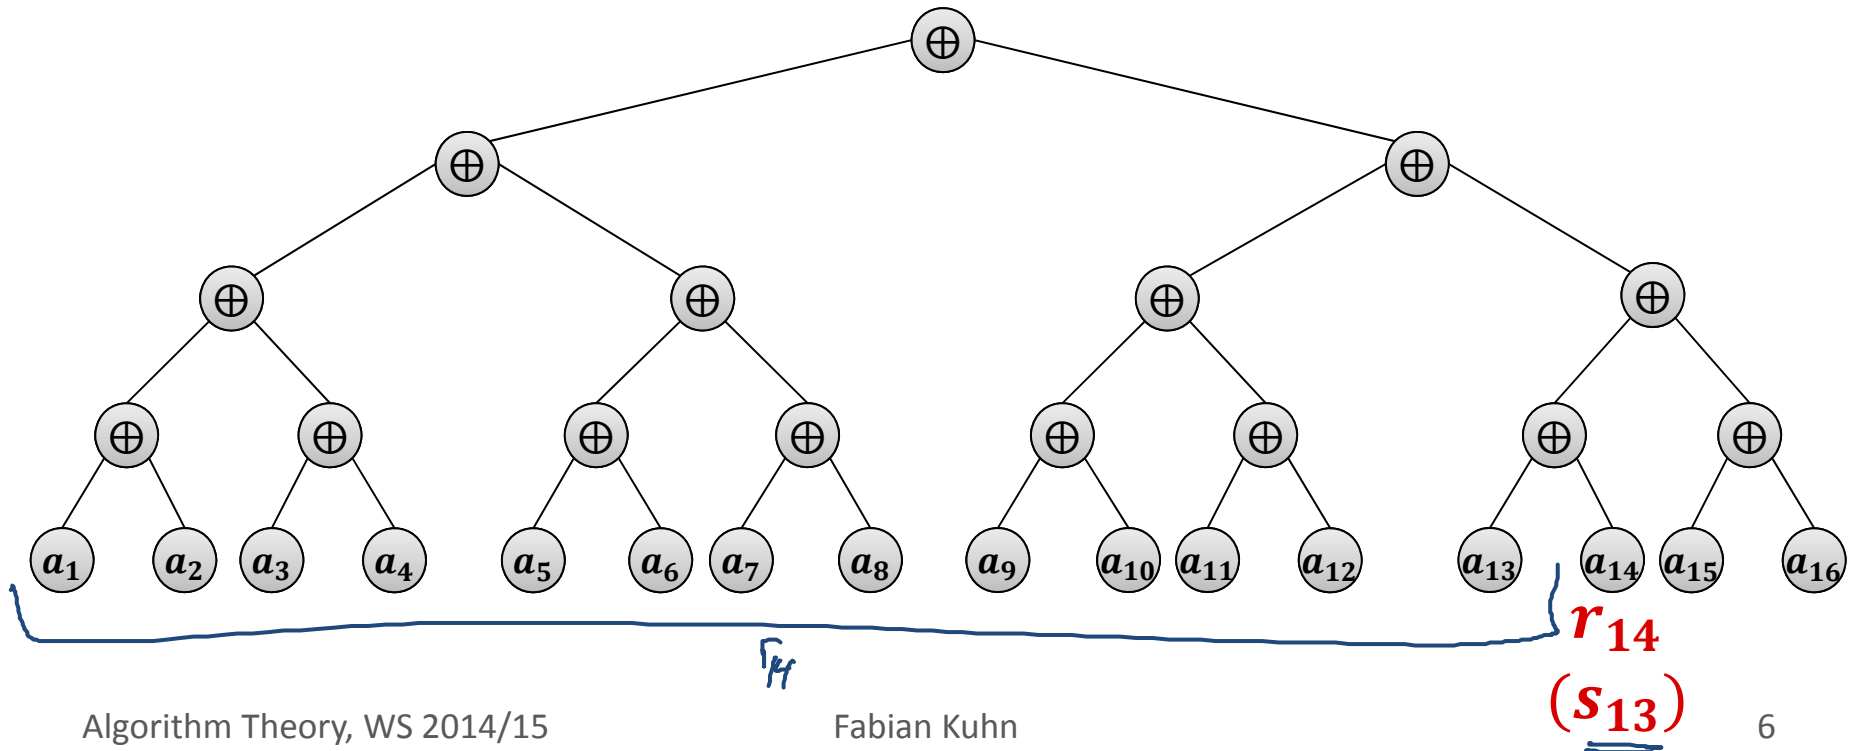 ⊕
⊕ ⊕
⊕ ⊕ ⊕ ⊕
⊕ ⊕ ⊕ ⊕ ⊕ ⊕ ⊕ ⊕
a₁ a₂ a₃ a₄ a₅ a₆ a₇ a₈ a₉ a₁₀ a₁₁ a₁₂ a₁₃ a₁₄ a₁₅ a₁₆
r₁₄
r₁₄
(s₁₃)
Algorithm Theory, WS 2014/15 Fabian Kuhn 6